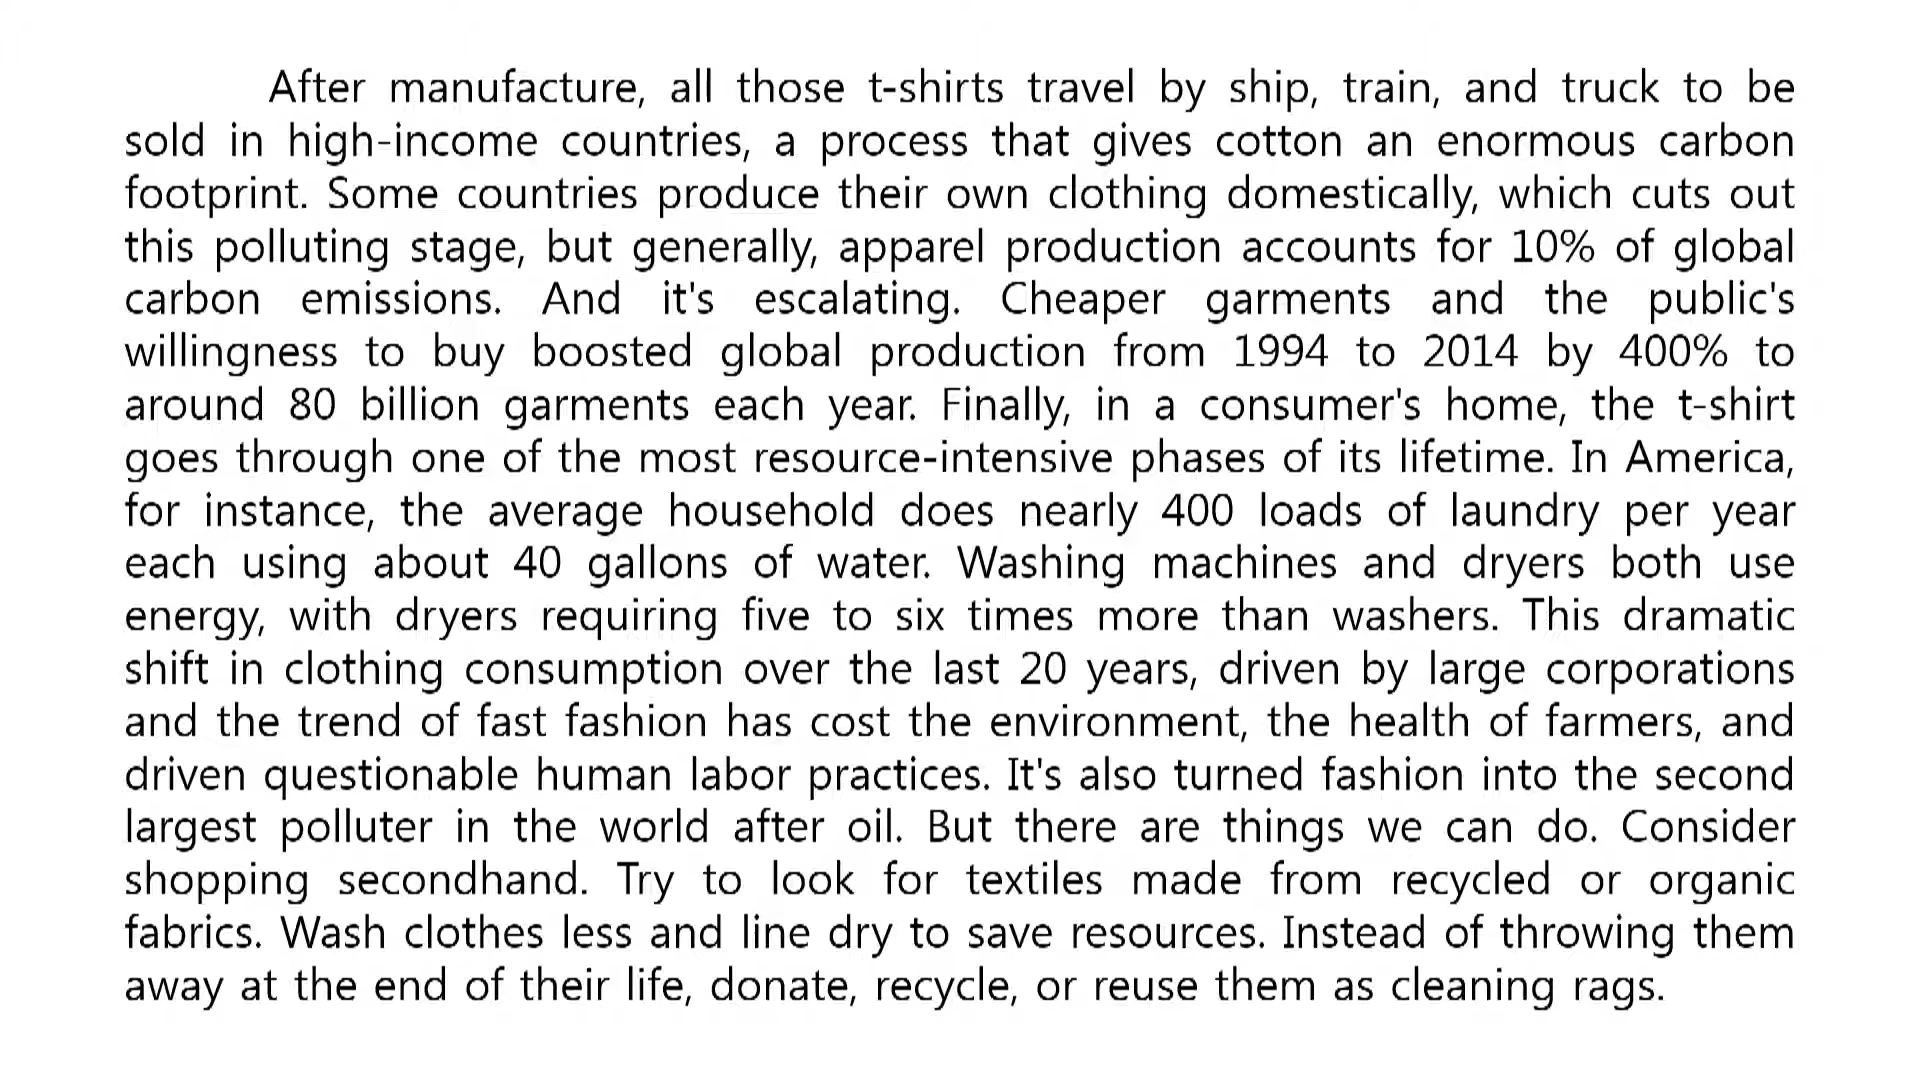 After manufacture, all those t-shirts travel by ship, train, and truck to be
sold in high-income countries, a process that gives cotton an enormous carbon
footprint. Some countries produce their own clothing domestically, which cuts out
this polluting stage, but generally, apparel production accounts for 10% of global
carbon emissions. And it's escalating. Cheaper garments and the public's
willingness to buy boosted global production from 1994 to 2014 by 400% to
around 80 billion garments each year. Finally, in a consumer's home, the t-shirt
goes through one of the most resource-intensive phases of its lifetime. In America,
for instance, the average household does nearly 400 loads of laundry per year
each using about 40 gallons of water. Washing machines and dryers both use
energy, with dryers requiring five to six times more than washers. This dramatic
shift in clothing consumption over the last 20 years, driven by large corporations
and the trend of fast fashion has cost the environment, the health of farmers, and
driven questionable human labor practices. It's also turned fashion into the second
largest polluter in the world after oil. But there are things we can do. Consider
shopping secondhand. Try to look for textiles made from recycled or organic
fabrics. Wash clothes less and line dry to save resources. Instead of throwing them
away at the end of their life, donate, recycle, or reuse them as cleaning rags.